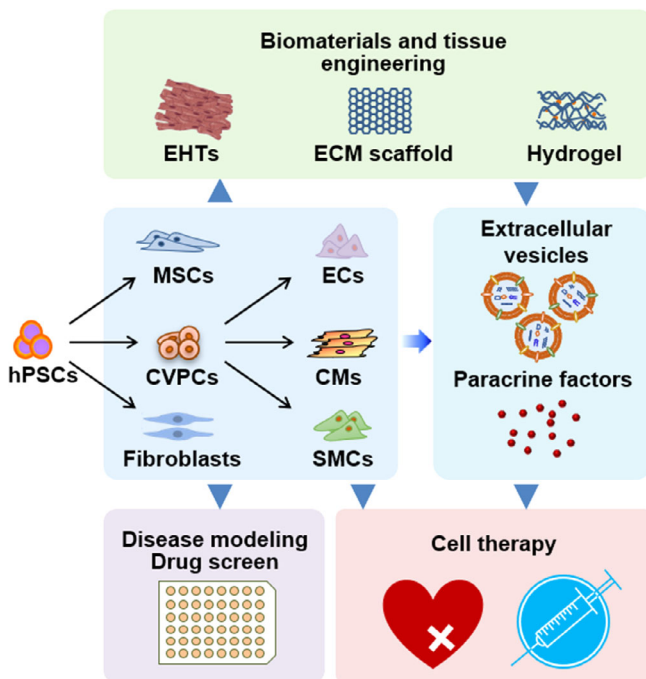 Biomaterials and tissue
engineering
EHTs
ECM scaffold
Hydrogel
MSCs
ECs
hPSCs
CVPCs
CMs
Fibroblasts
SMCs
Extracellular
vesicles
Paracrine factors
Disease modeling
Drug screen
Cell therapy